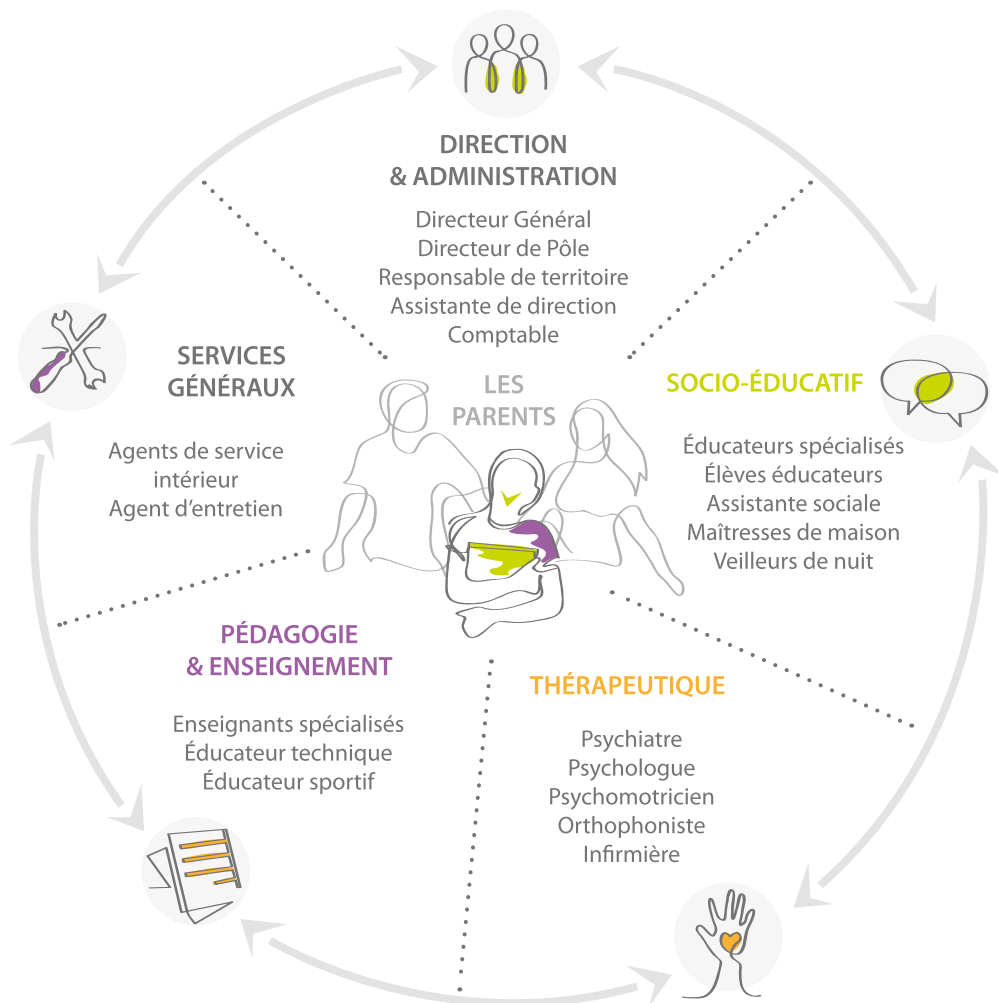 DIRECTION
& ADMINISTRATION
Directeur Général
Directeur de Pôle
Responsable de territoire
Assistante de direction
Comptable
SERVICES
GÉNÉRAUX
Agents de service
intérieur
Agent d’entretien
LES
PARENTS
SOCIO-ÉDUCATIF
Éducateurs spécialisés
Élèves éducateurs
Assistante sociale
Maîtresses de maison
Veilleurs de nuit
PÉDAGOGIE
& ENSEIGNEMENT
Enseignants spécialisés
Éducateur technique
Éducateur sportif
THÉRAPEUTIQUE
Psychiatre
Psychologue
Psychomotricien
Orthophoniste
Infirmière